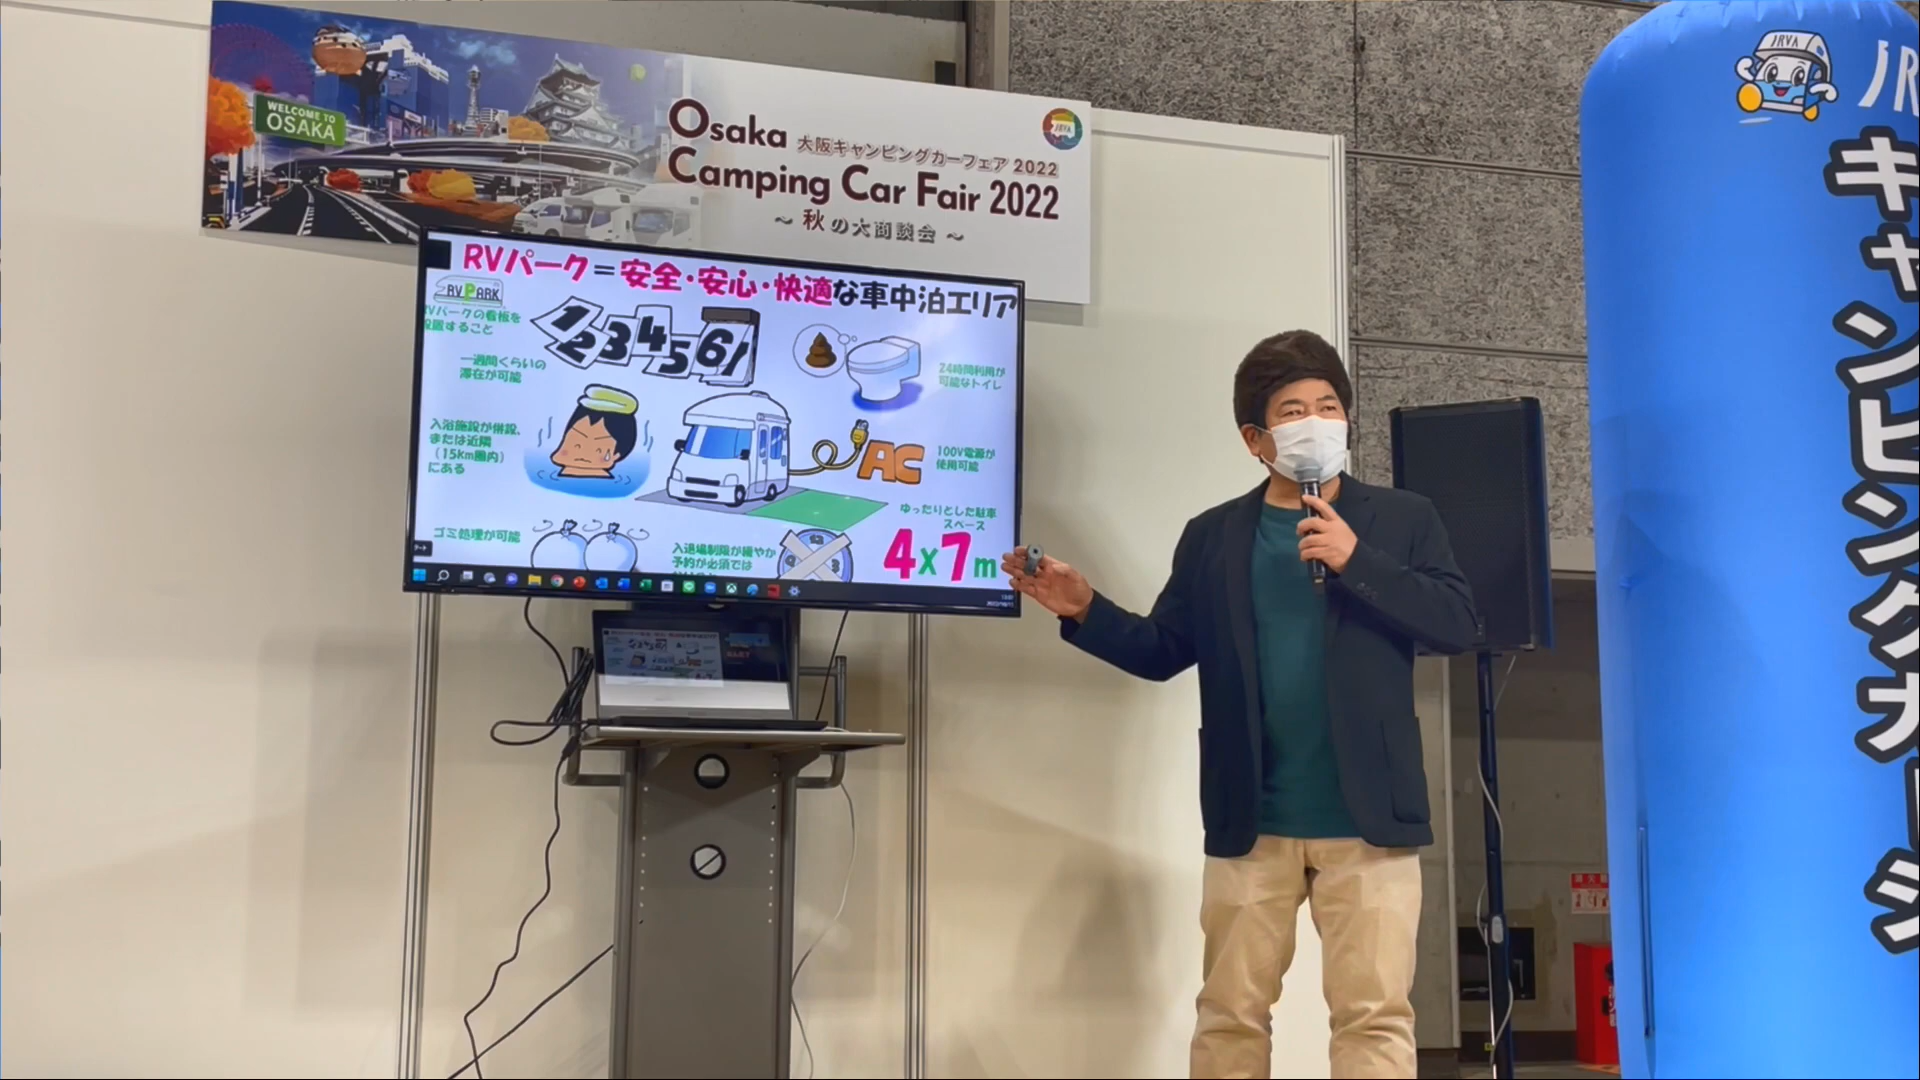 WELCOME TO
OSAKA
Osaka 大阪キャンピングカーフェア 2022
Camping Car Fair 2022
～ 秋の大商談会 ～
JRVA
キャンピングカーシ
RVパーク＝安全・安心・快適な車中泊エリア
RV PARK
RVパークの看板を
設置すること
1 2 3 4 5 6 7
一週間くらいの
滞在が可能
24時間利用が
可能なトイレ
入浴施設が併設、
または近隣
（15Km圏内）
にある
AC
100V電源が
使用可能
ゆったりとした駐車
スペース
4x7m
ゴミ処理が可能
入退場制限が緩やか
予約が必須では